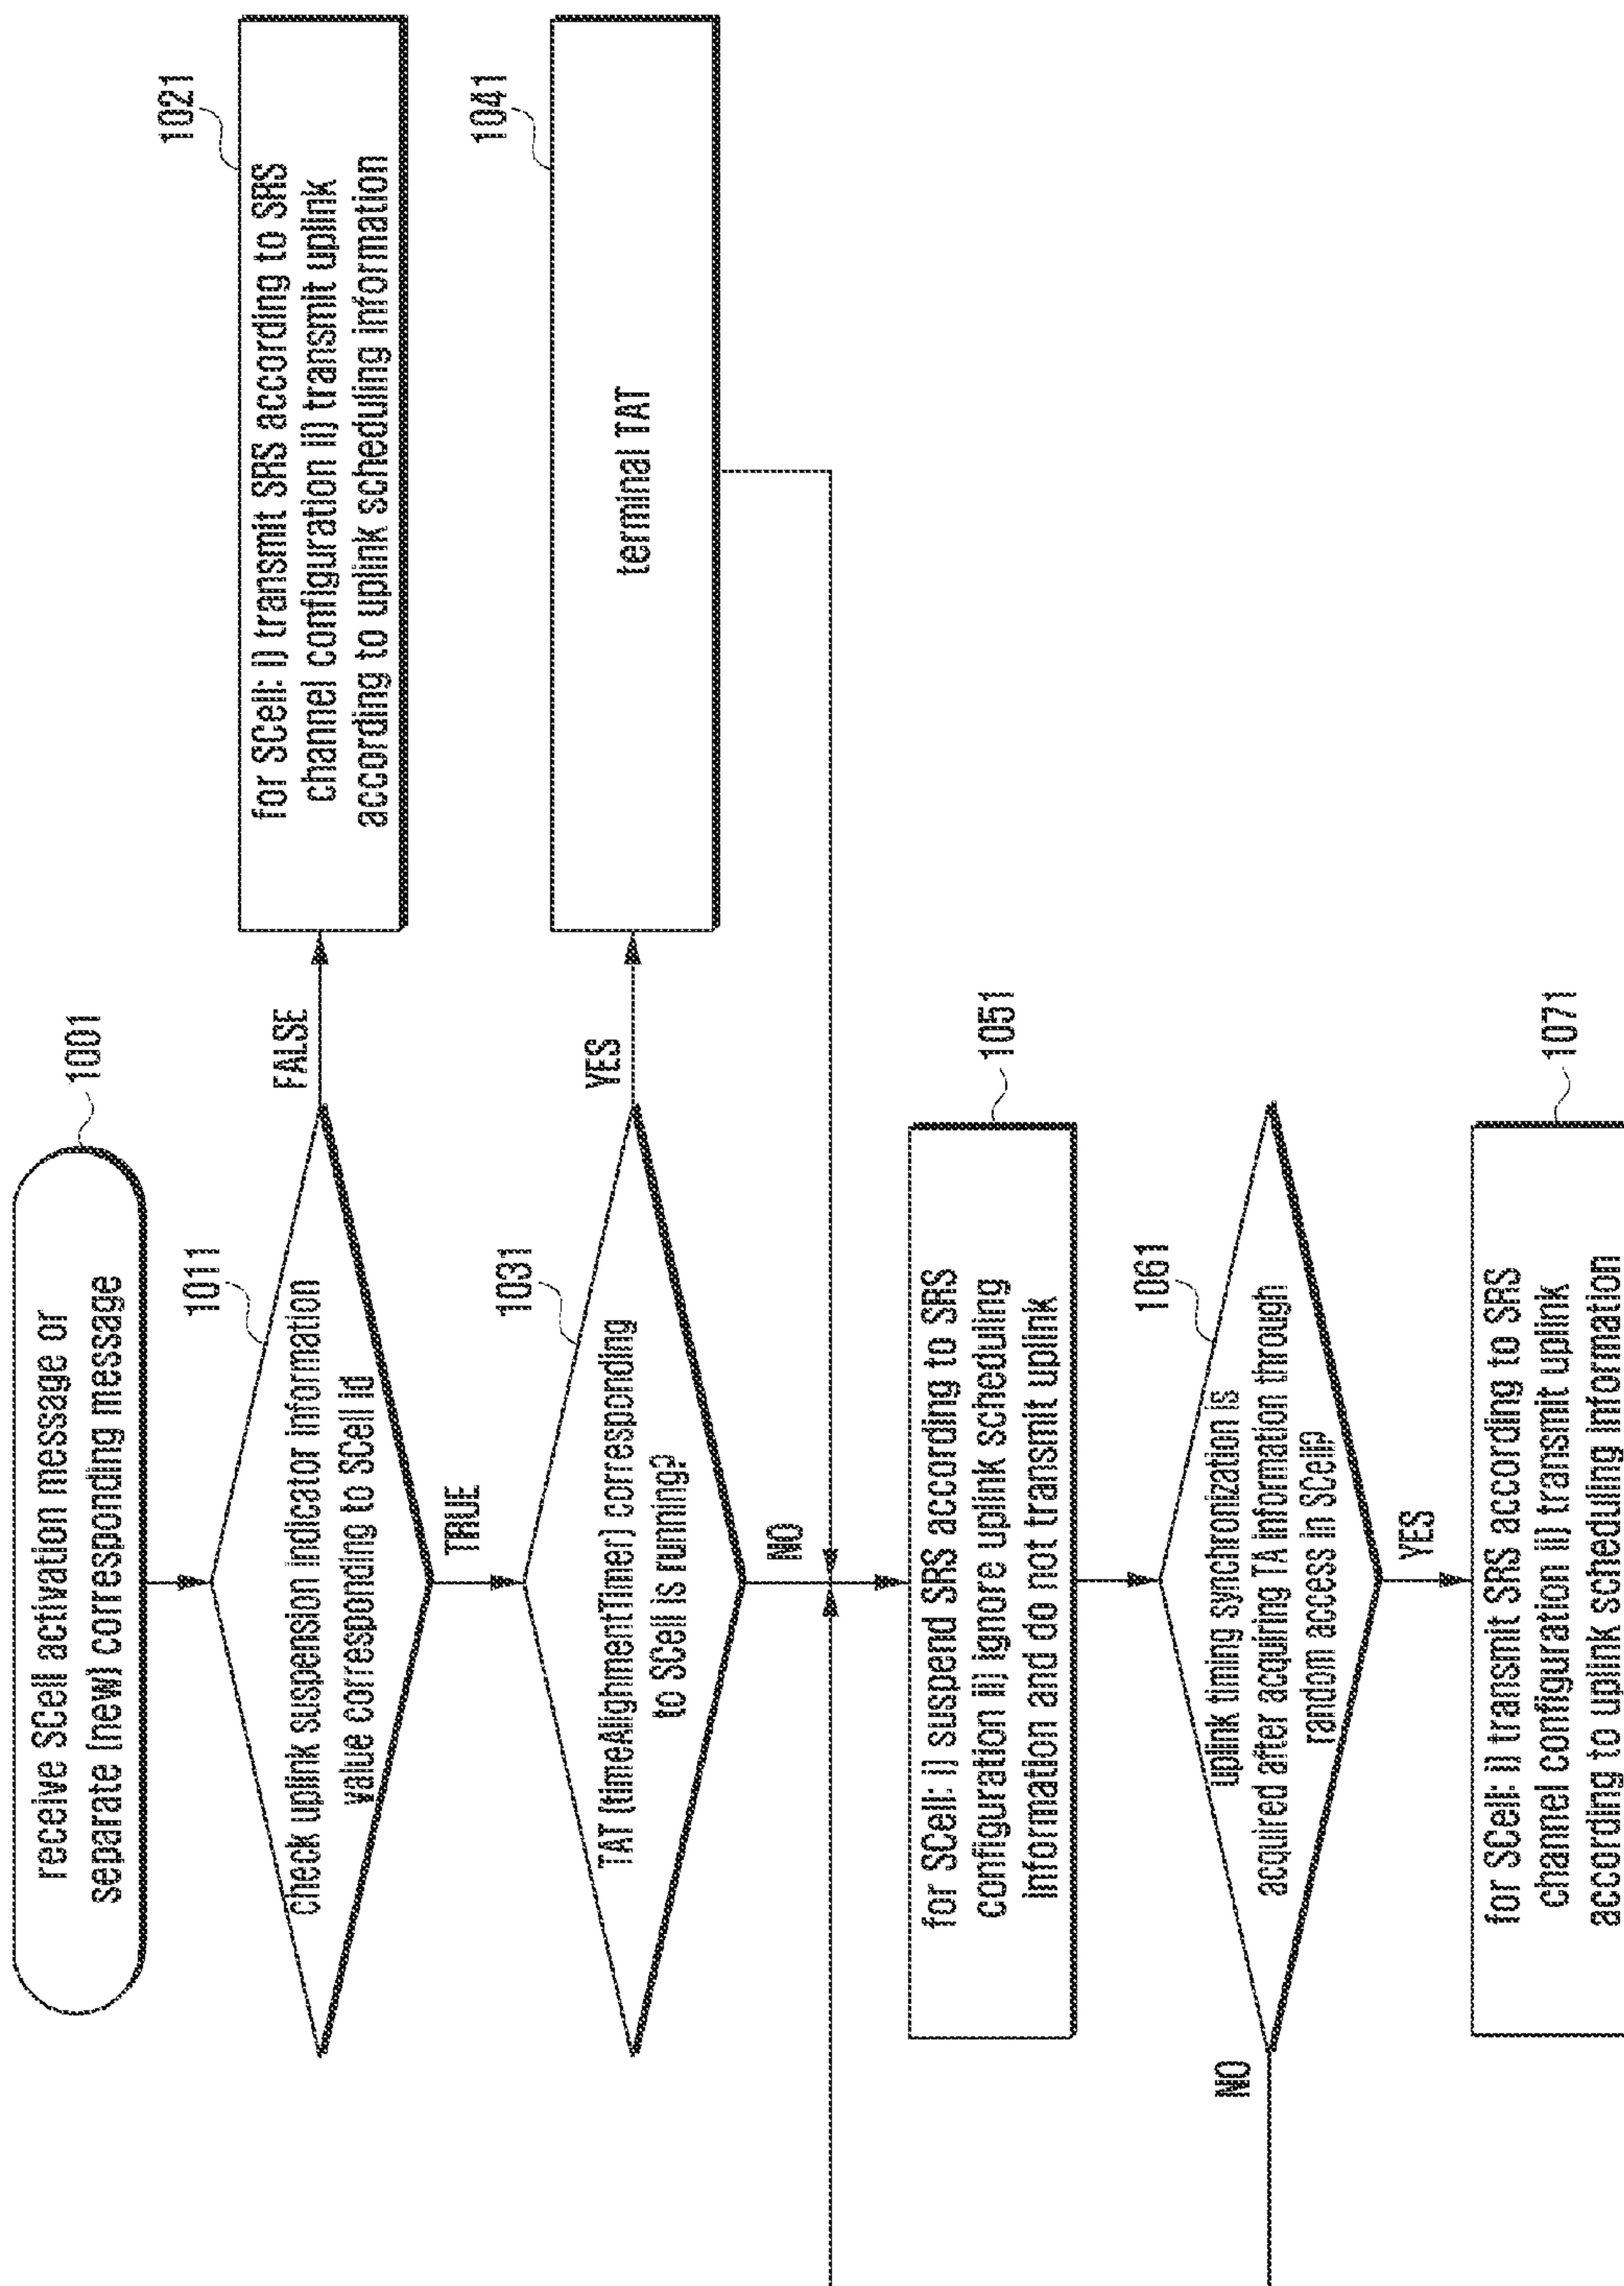 receive SCell activation message or
separate (new) corresponding message
1001
check uplink suspension indicator information
value corresponding to SCell id
1011
FALSE
for SCell: i) transmit SRS according to SRS
channel configuration ii) transmit uplink
according to uplink scheduling information
1021
TRUE
TAT (timeAlighmentTimer) corresponding
to SCell is running?
1031
YES
terminal TAT
1041
NO
for SCell: i) suspend SRS according to SRS
configuration ii) ignore uplink scheduling
information and do not transmit uplink
1051
uplink timing synchronization is
acquired after acquiring TA information through
random access in SCell?
1061
NO
YES
for SCell: i) transmit SRS according to SRS
channel configuration ii) transmit uplink
according to uplink scheduling information
1071